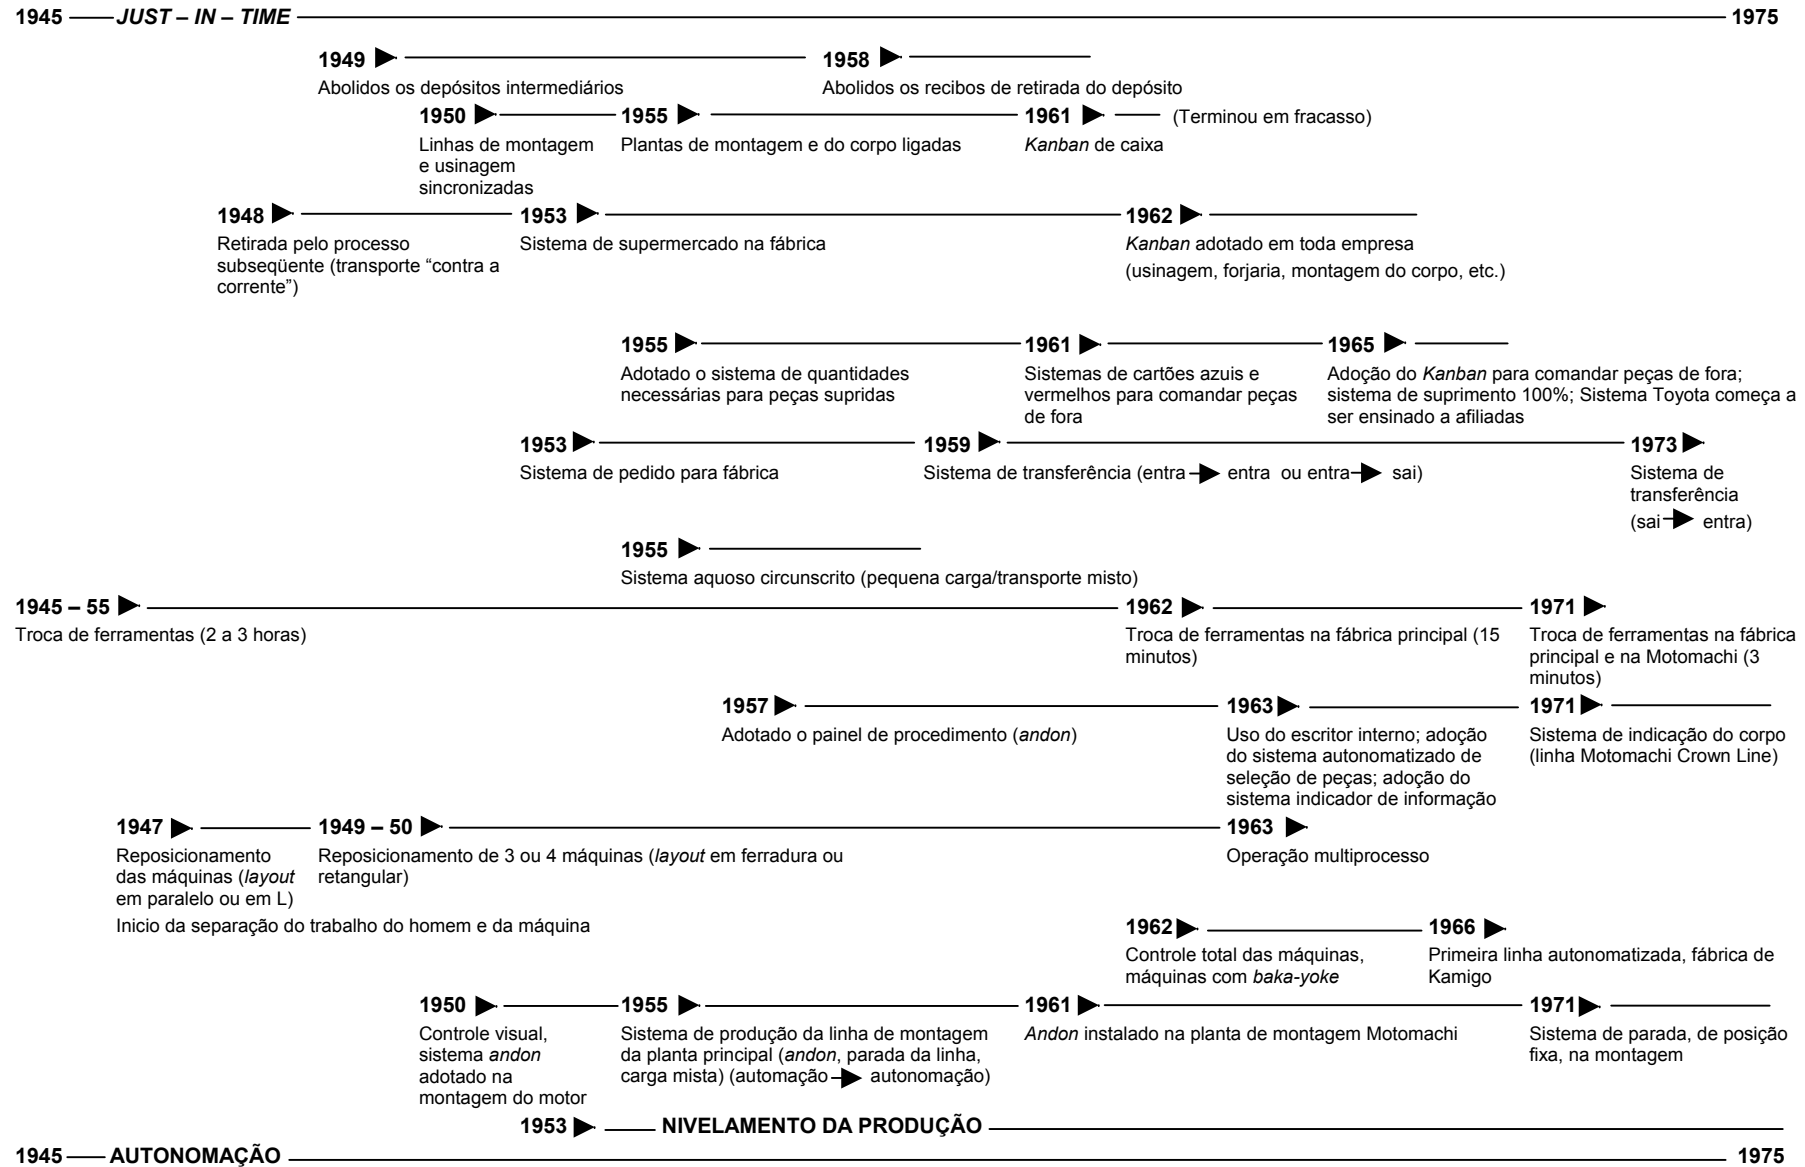 1945 JUST – IN – TIME 1975
1949 1958
Abolidos os depósitos intermediários Abolidos os recibos de retirada do depósito
1950 1955 1961 (Terminou em fracasso)
Linhas de montagem Plantas de montagem e do corpo ligadas Kanban de caixa
e usinagem
sincronizadas
1948 1953 1962
Retirada pelo processo Sistema de supermercado na fábrica Kanban adotado em toda empresa
subseqüente (transporte “contra a (usinagem, forjaria, montagem do corpo, etc.)
corrente”)
1955 1961 1965
Adotado o sistema de quantidades Sistemas de cartões azuis e Adoção do Kanban para comandar peças de fora;
necessárias para peças supridas vermelhos para comandar peças sistema de suprimento 100%; Sistema Toyota começa a
de fora ser ensinado a afiliadas
1953 1959 1973
Sistema de pedido para fábrica Sistema de transferência (entra entra ou entra sai) Sistema de
transferência
(sai entra)
1955
Sistema aquoso circunscrito (pequena carga/transporte misto)
1945 – 55 1962 1971
Troca de ferramentas (2 a 3 horas) Troca de ferramentas na fábrica principal (15 Troca de ferramentas na fábrica
minutos) principal e na Motomachi (3
minutos)
1957 1963 1971
Adotado o painel de procedimento (andon) Uso do escritor interno; adoção Sistema de indicação do corpo
do sistema autonomatizado de (linha Motomachi Crown Line)
seleção de peças; adoção do
sistema indicador de informação
1947 1949 – 50 1963
Reposicionamento Reposicionamento de 3 ou 4 máquinas (layout em ferradura ou Operação multiprocesso
das máquinas (layout retangular)
em paralelo ou em L)
Inicio da separação do trabalho do homem e da máquina
1962 1966
Controle total das máquinas, Primeira linha autonomatizada, fábrica de
máquinas com baka-yoke Kamigo
1950 1955 1961 1971
Controle visual, Sistema de produção da linha de montagem Andon instalado na planta de montagem Motomachi Sistema de parada, de posição
sistema andon da planta principal (andon, parada da linha, fixa, na montagem
adotado na carga mista) (automação autonomação)
montagem do motor
1953 NIVELAMENTO DA PRODUÇÃO
1945 AUTONOMAÇÃO 1975